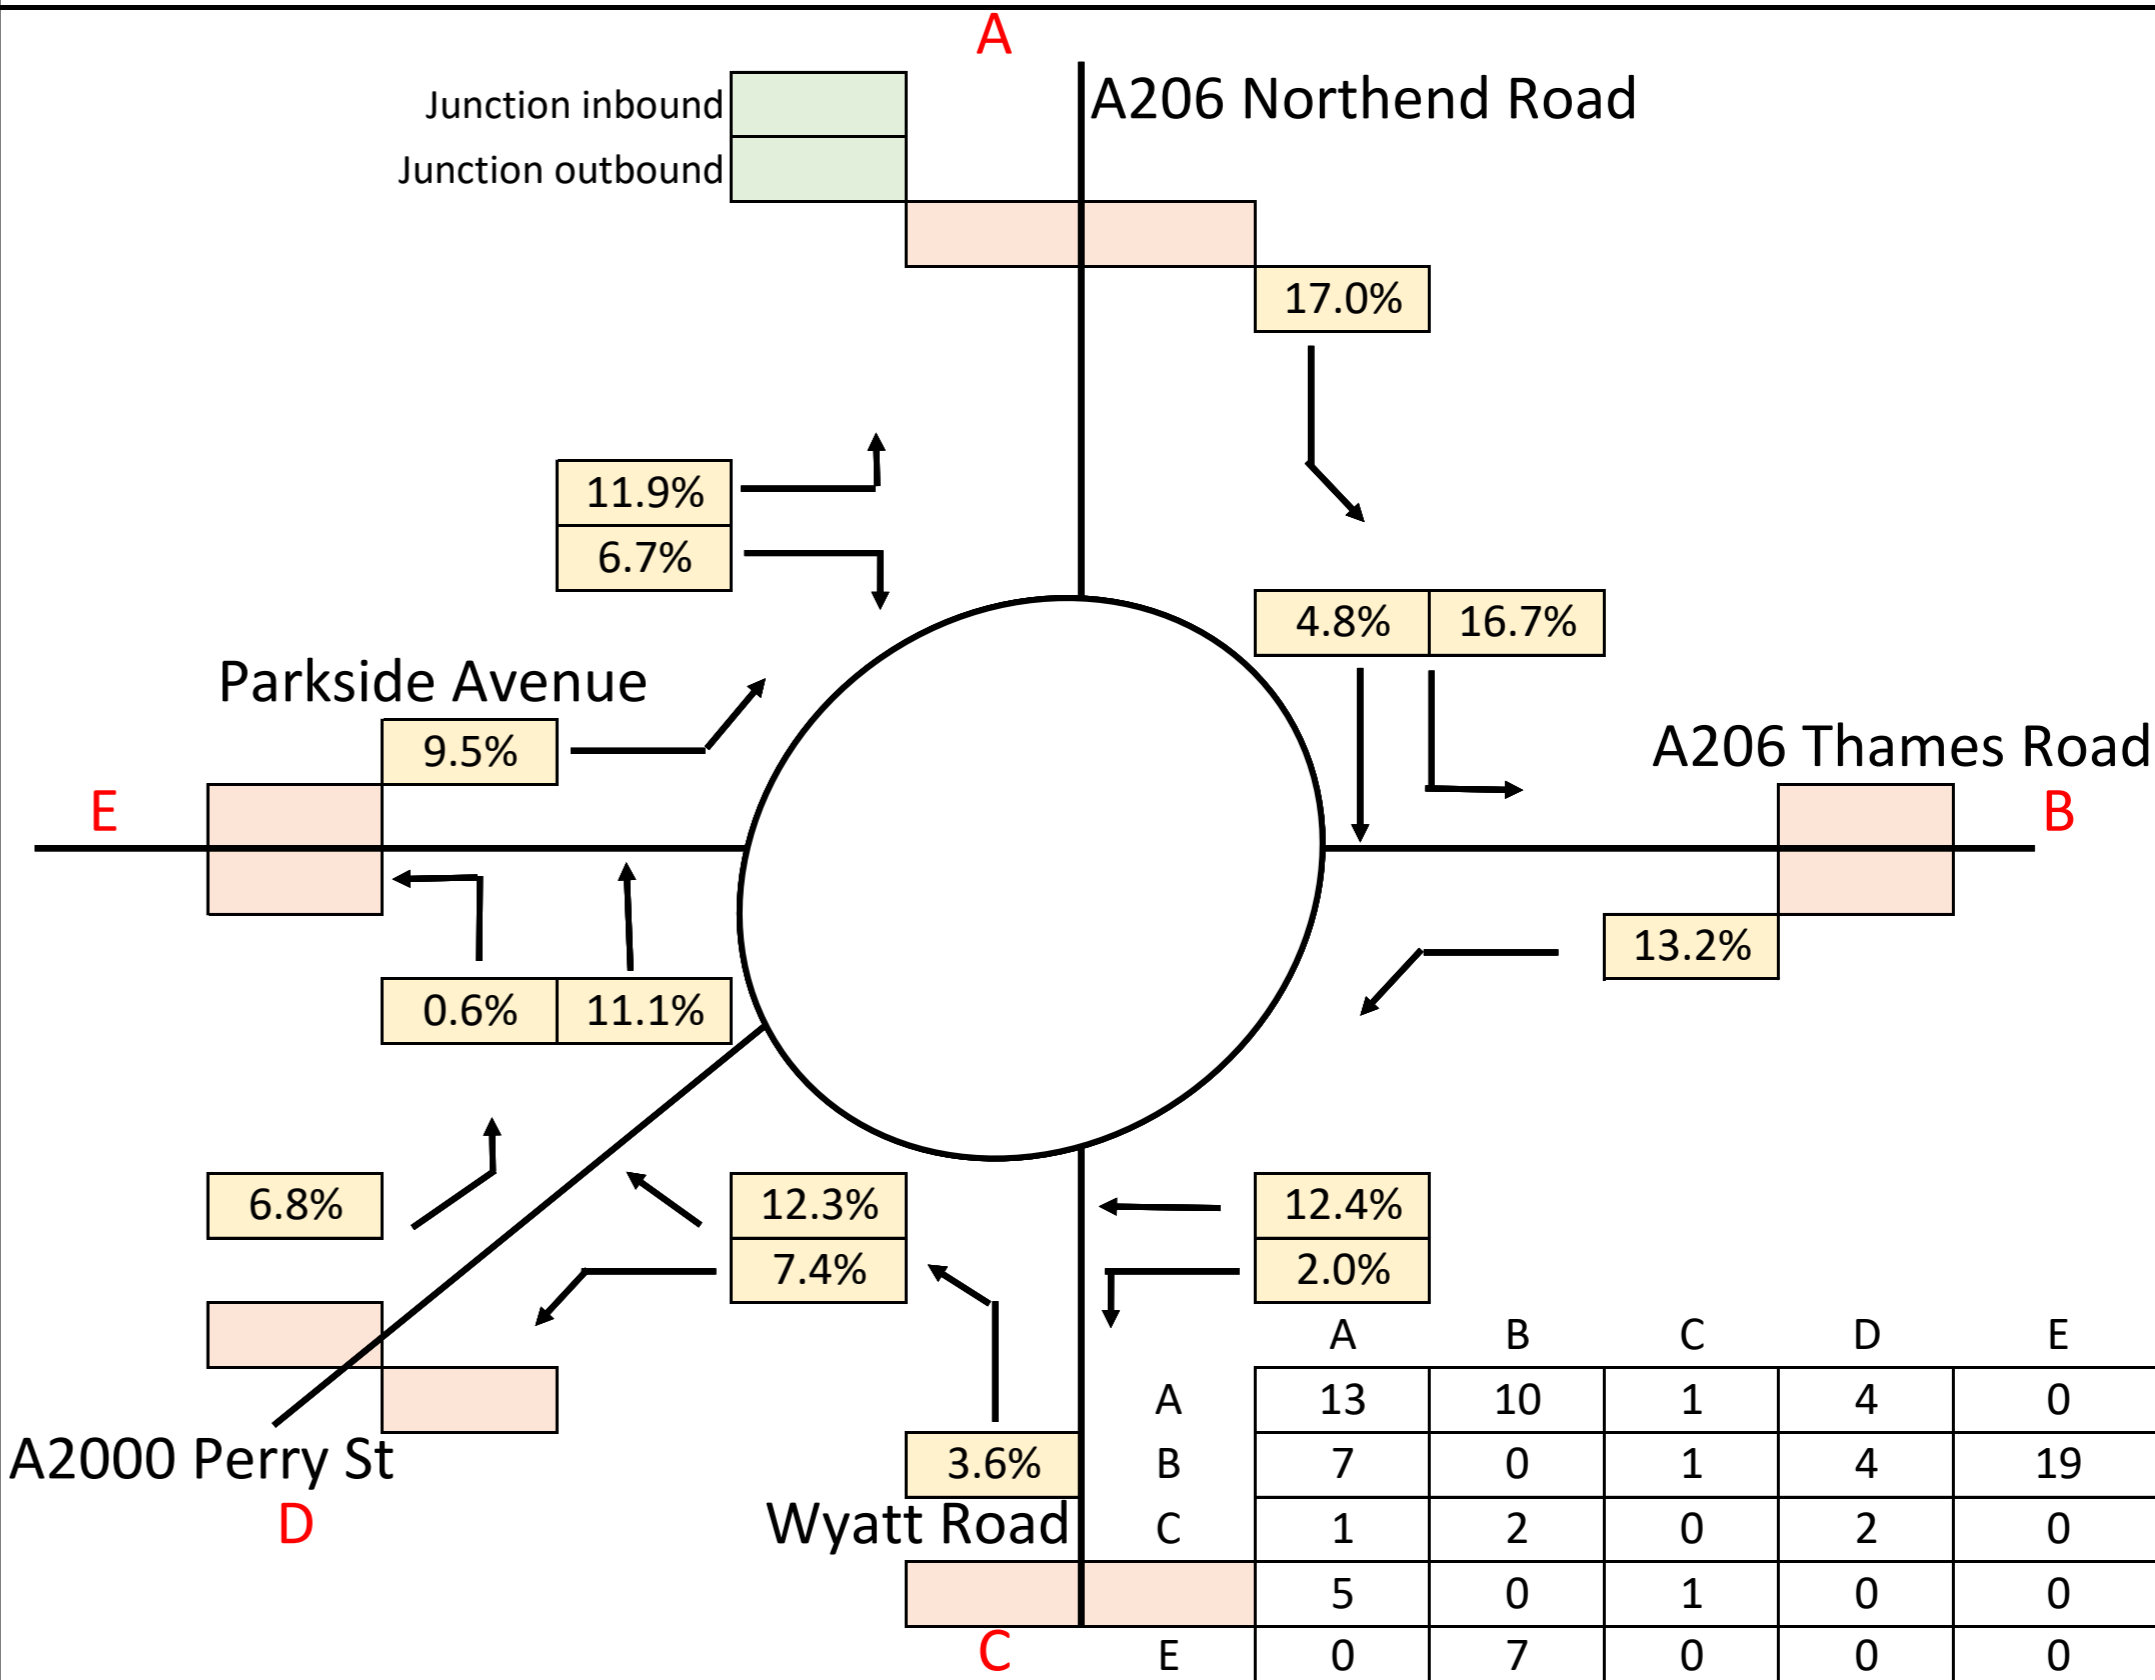 A
Junction inbound
A206 Northend Road
Junction outbound
17.0%
11.9%
6.7%
4.8% 16.7%
Parkside Avenue
9.5%
A206 Thames Road
E
B
13.2%
0.6% 11.1%
6.8%
12.3%
12.4%
7.4%
2.0%
A B C D E
A 13 10 1 4 0
A2000 Perry St
3.6%
B 7 0 1 4 19
D
Wyatt Road
C 1 2 0 2 0
5 0 1 0 0
C
E 0 7 0 0 0